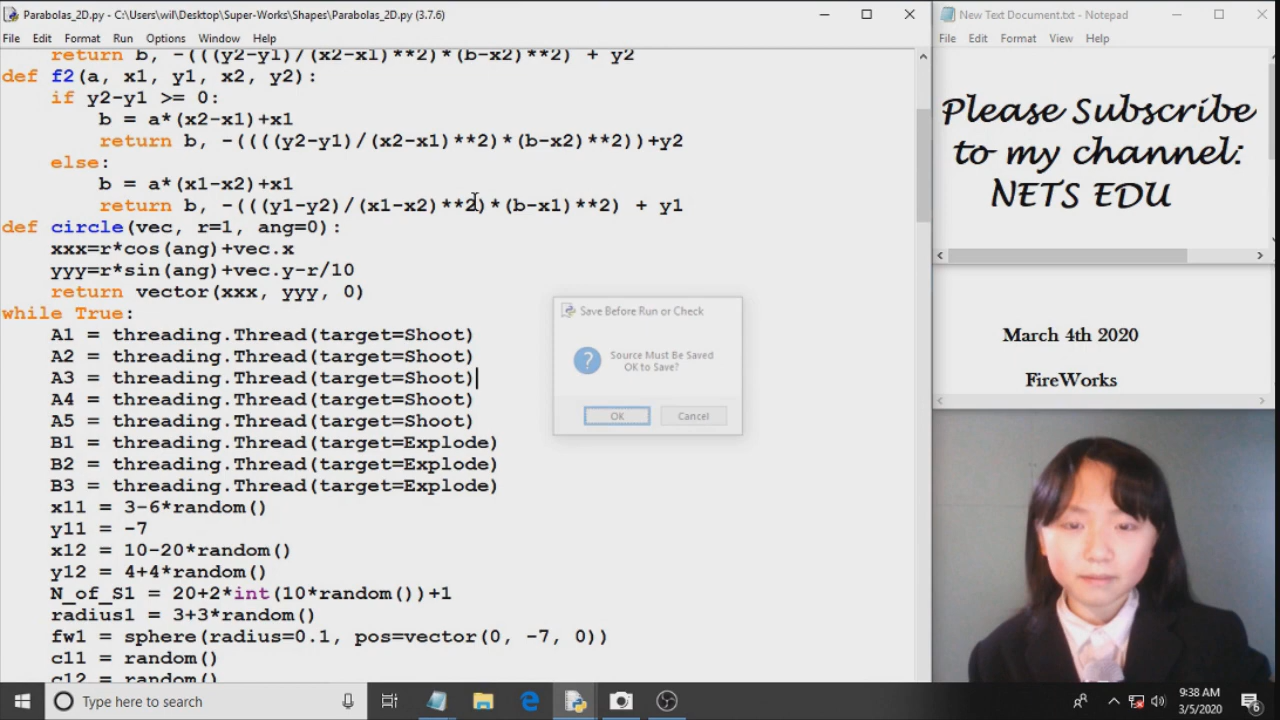 Parabolas_2D.py - C:\Users\wil\Desktop\Super-Works\Shapes\Parabolas_2D.py (3.7.6)
File Edit Format Run Options Window Help
return b, -(((y2-y1)/(x2-x1)**2)*(b-x2)**2) + y2
def f2(a, x1, y1, x2, y2):
if y2-y1 >= 0:
b = a*(x2-x1)+x1
return b, -((((y2-y1)/(x2-x1)**2)*(b-x2)**2))+y2
else:
b = a*(x1-x2)+x1
return b, -(((y1-y2)/(x1-x2)**2)*(b-x1)**2) + y1
def circle(vec, r=1, ang=0):
xxx=r*cos(ang)+vec.x
yyy=r*sin(ang)+vec.y-r/10
return vector(xxx, yyy, 0)
while True:
A1 = threading.Thread(target=Shoot)
A2 = threading.Thread(target=Shoot)
A3 = threading.Thread(target=Shoot)
A4 = threading.Thread(target=Shoot)
A5 = threading.Thread(target=Shoot)
B1 = threading.Thread(target=Explode)
B2 = threading.Thread(target=Explode)
B3 = threading.Thread(target=Explode)
x11 = 3-6*random()
y11 = -7
x12 = 10-20*random()
y12 = 4+4*random()
N_of_S1 = 20+2*int(10*random())+1
radius1 = 3+3*random()
fw1 = sphere(radius=0.1, pos=vector(0, -7, 0))
c11 = random()
c12 = random()
Save Before Run or Check
Source Must Be Saved
OK to Save?
OK Cancel
New Text Document.txt - Notepad
File Edit Format View Help
Please Subscribe
to my channel:
NETS EDU
March 4th 2020
FireWorks
Type here to search
9:38 AM
3/5/2020
6